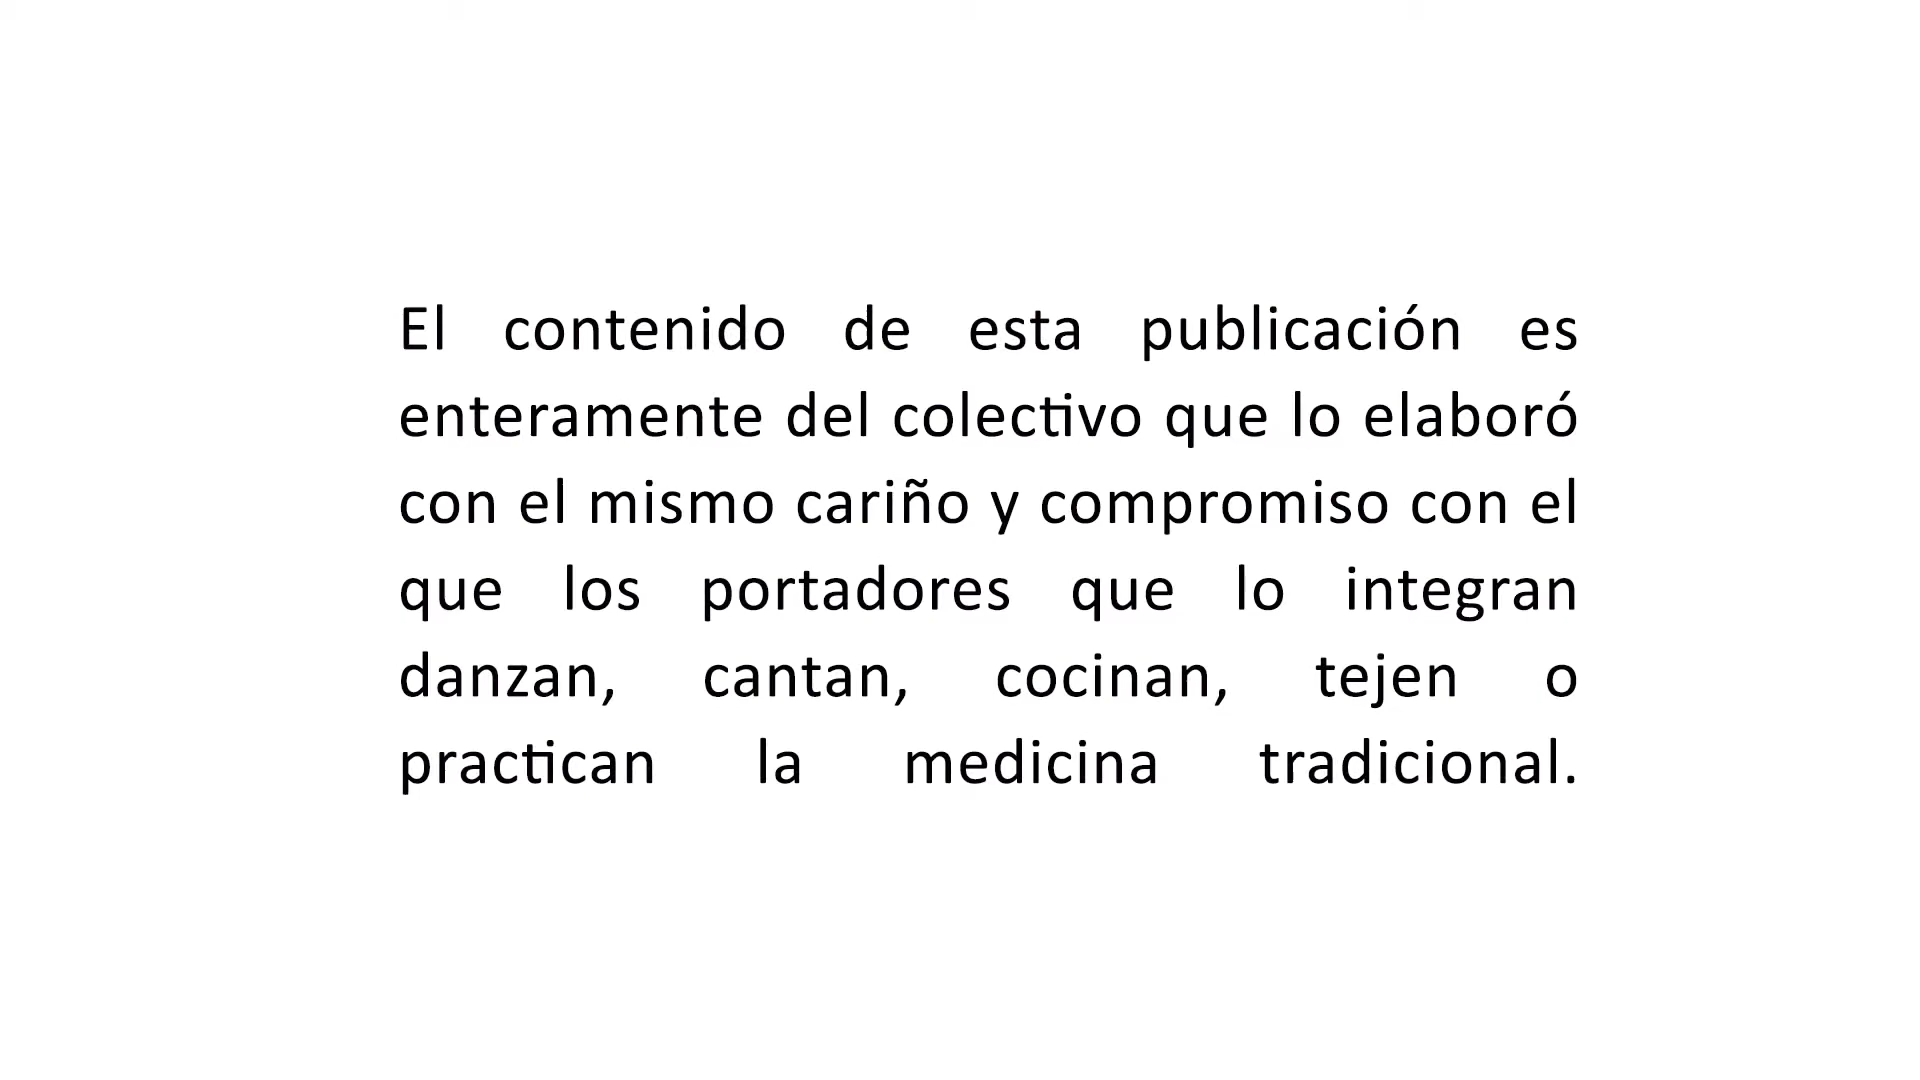 El contenido de esta publicación es
enteramente del colectivo que lo elaboró
con el mismo cariño y compromiso con el
que los portadores que lo integran
danzan, cantan, cocinan, tejen o
practican la medicina tradicional.